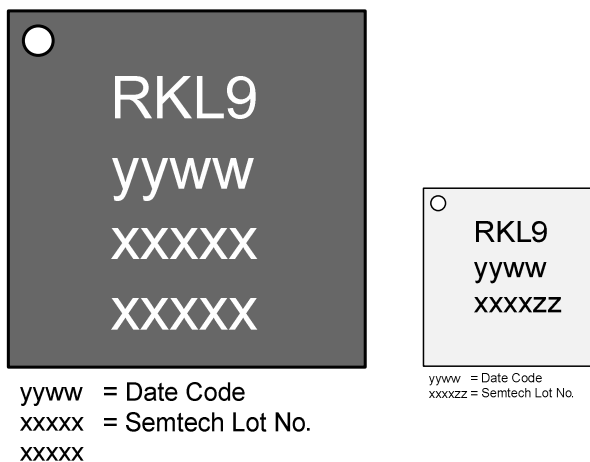 RKL9
yyww
xxxxx
xxxxx
yyww = Date Code
xxxxx = Semtech Lot No.
xxxxx
RKL9
yyww
xxxxzz
yyww = Date Code
xxxxzz = Semtech Lot No.